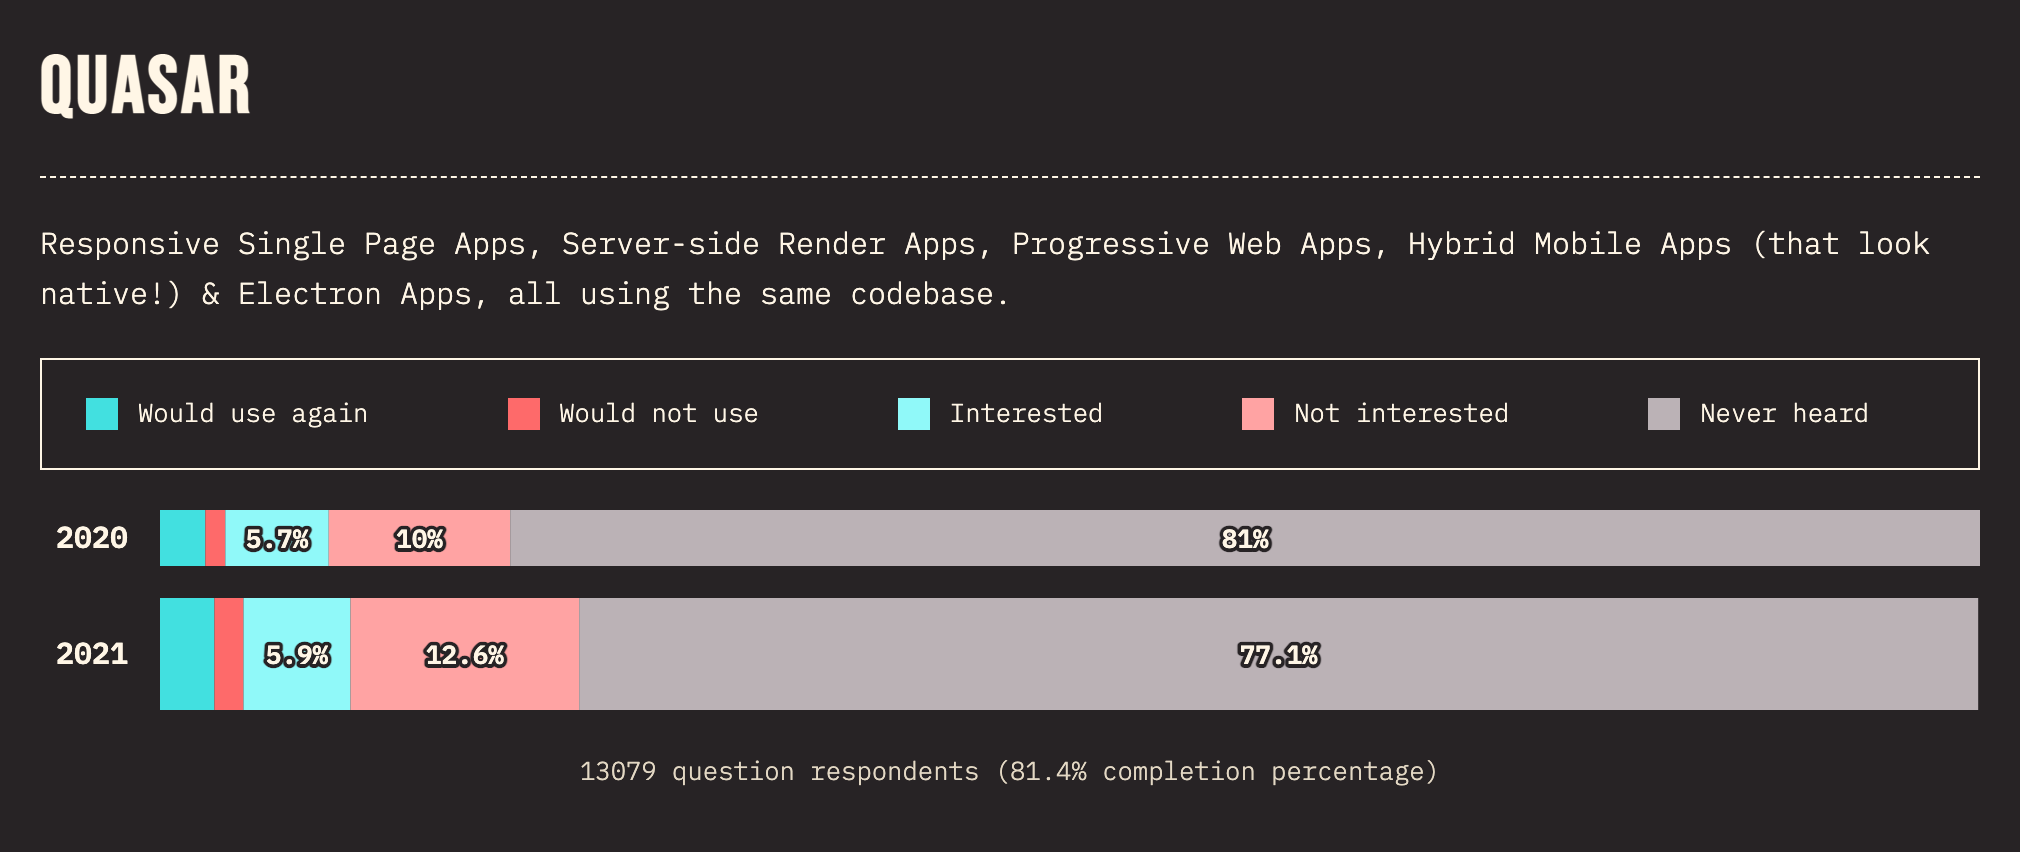 QUASAR
Responsive Single Page Apps, Server-side Render Apps, Progressive Web Apps, Hybrid Mobile Apps (that look
native!) & Electron Apps, all using the same codebase.
Would use again Would not use Interested Not interested Never heard
2020 5.7% 10% 81%
2021 5.9% 12.6% 77.1%
13079 question respondents (81.4% completion percentage)